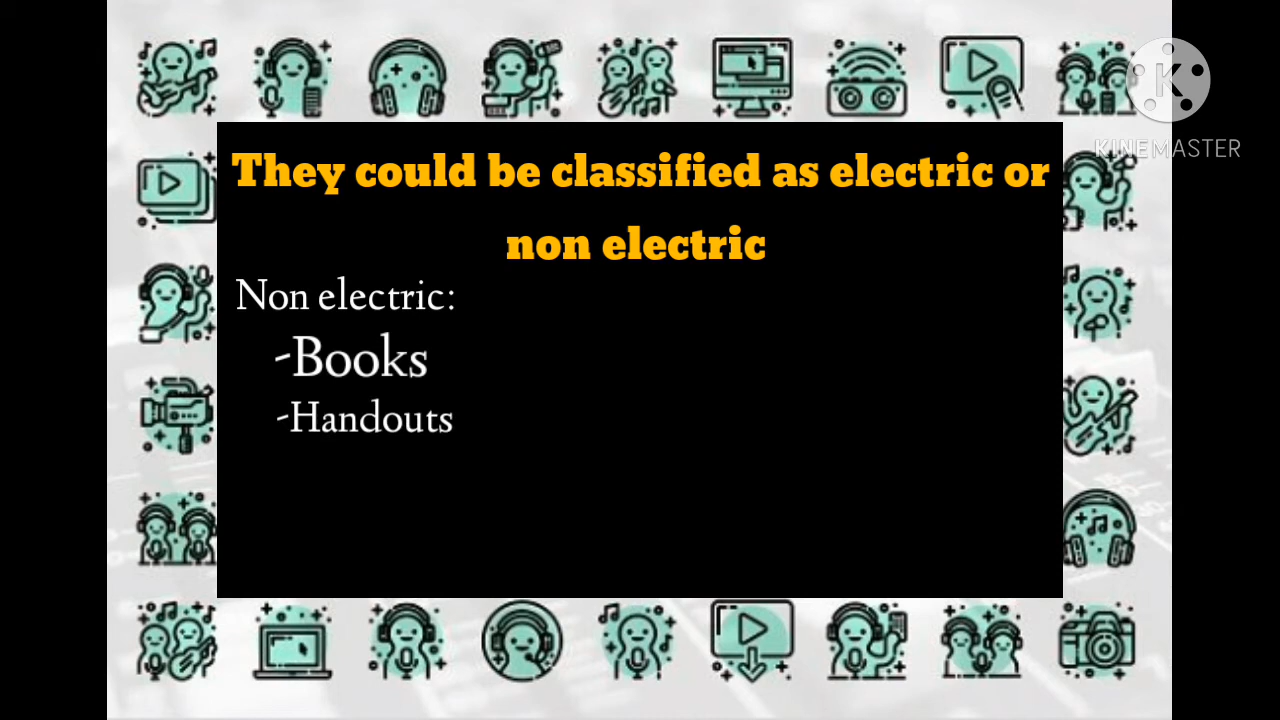 They could be classified as electric or
non electric
Non electric:
-Books
-Handouts
K
KINEMASTER